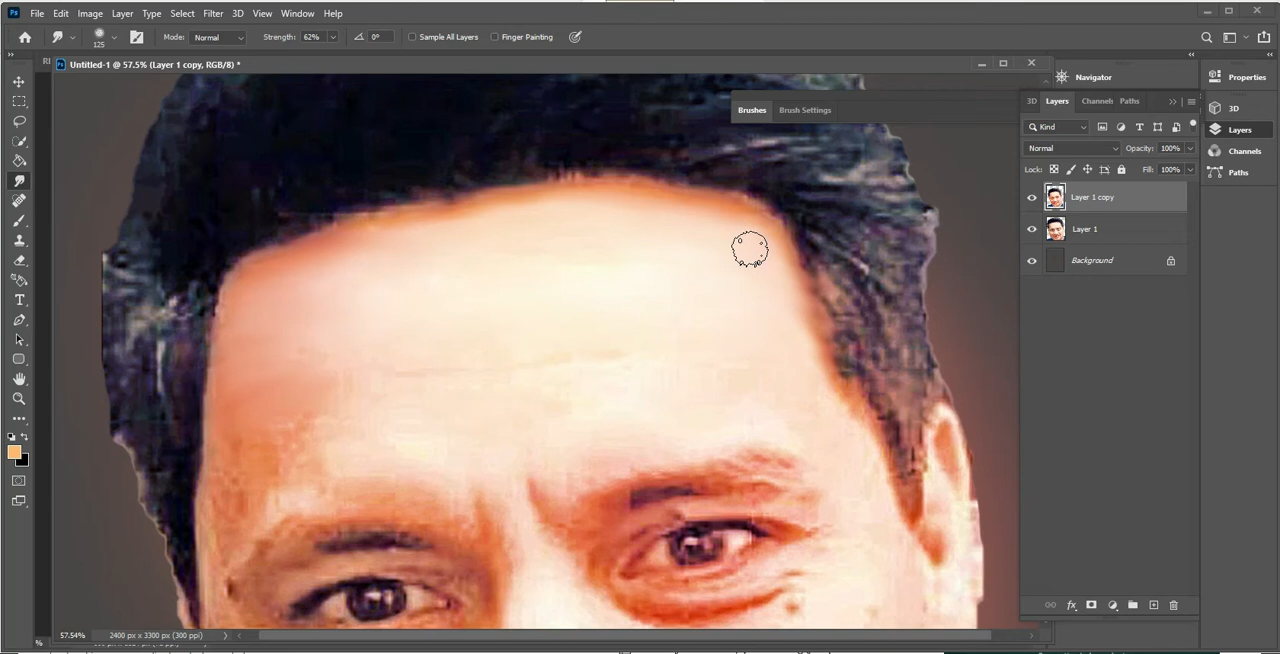 Ps File Edit Image Layer Type Select Filter 3D View Window Help
125 Mode: Normal Strength: 62% 0° Sample All Layers Finger Painting
Untitled-1 @ 57.5% (Layer 1 copy, RGB/8) *
Navigator
Properties
Brushes Brush Settings
3D Layers Channels Paths
3D
Kind
Layers
Normal Opacity: 100%
Channels
Lock: Fill: 100%
Paths
Layer 1 copy
Layer 1
Background
57.54% 2400 px x 3300 px (300 ppi)